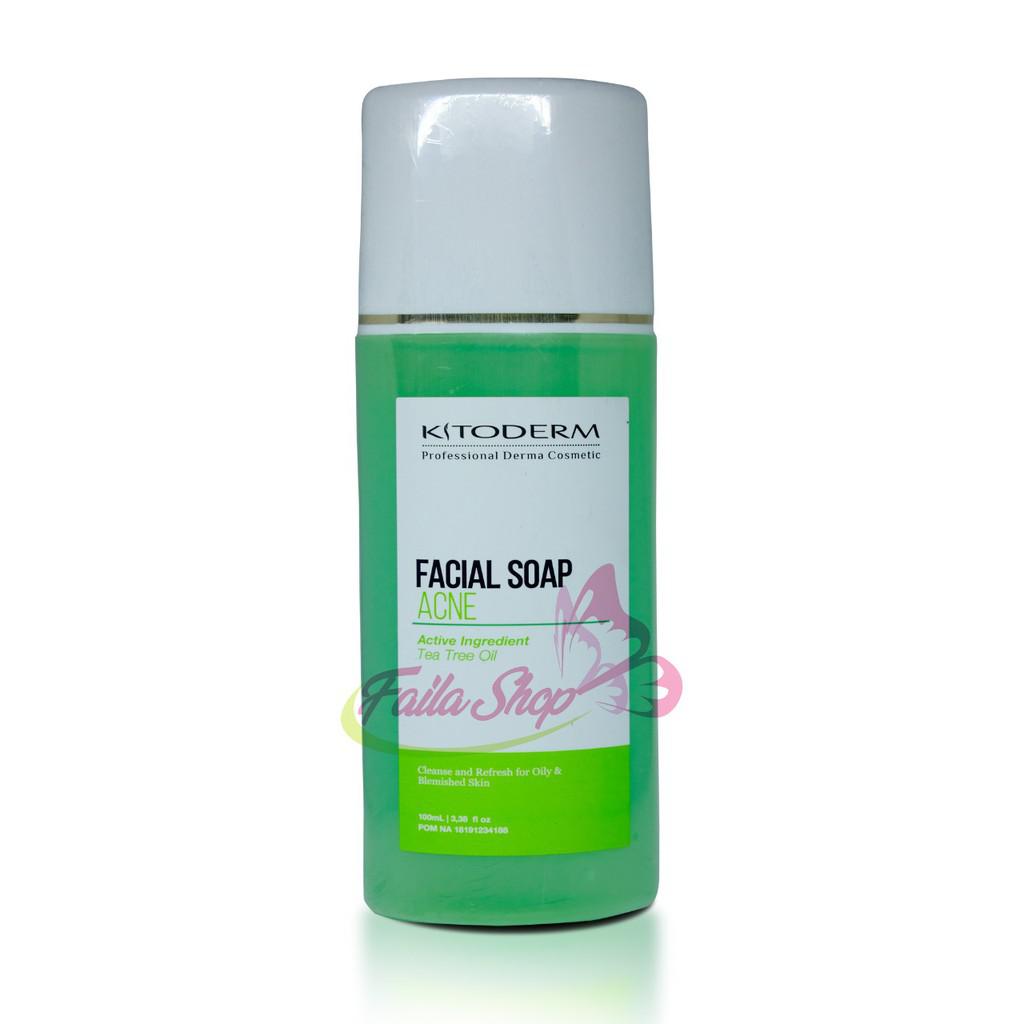 KITODERM
Professional Derma Cosmetic
FACIAL SOAP
ACNE
Active Ingredient
Tea Tree Oil
Faila Shop
Cleanse and Refresh for Oily &
Blemished Skin
100mL | 3,38 fl oz
POM NA 18191234188